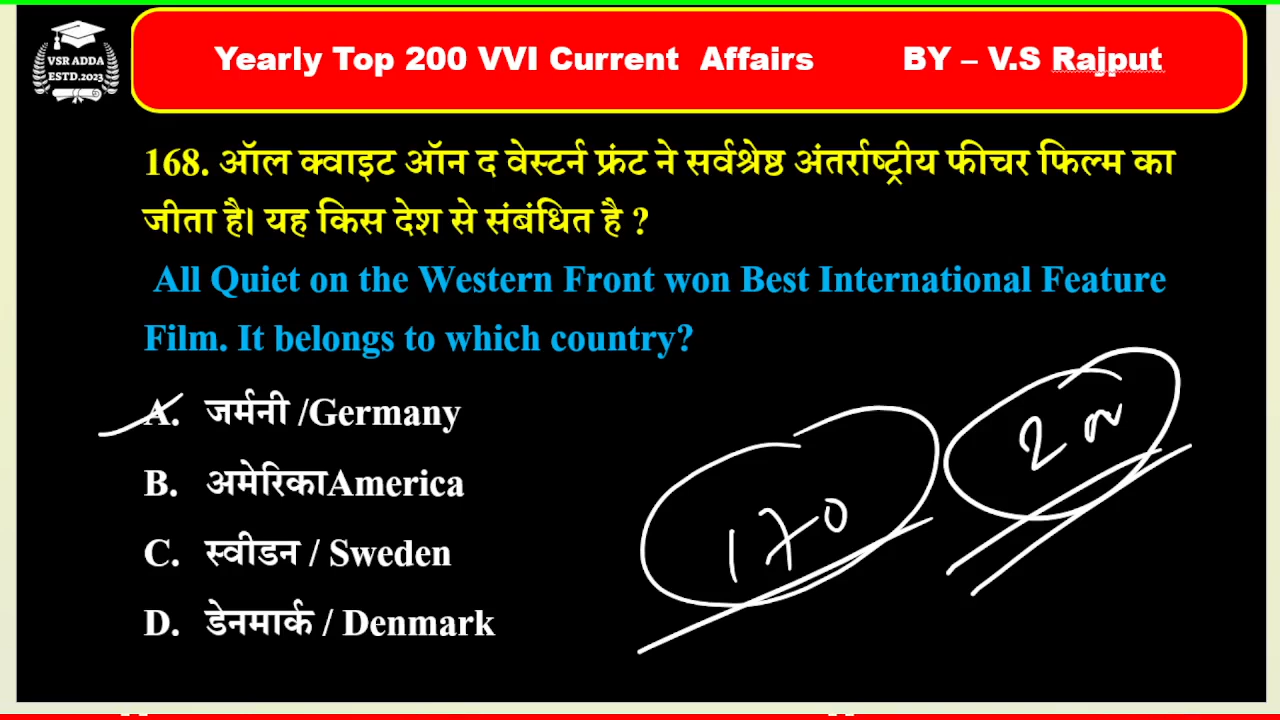 VSR ADDA
ESTD.2023
Yearly Top 200 VVI Current Affairs BY – V.S Rajput
168. ऑल क्वाइट ऑन द वेस्टर्न फ्रंट ने सर्वश्रेष्ठ अंतर्राष्ट्रीय फीचर फिल्म का
जीता है। यह किस देश से संबंधित है ?
All Quiet on the Western Front won Best International Feature
Film. It belongs to which country?
A. जर्मनी /Germany
B. अमेरिकाAmerica
C. स्वीडन / Sweden
D. डेनमार्क / Denmark
170